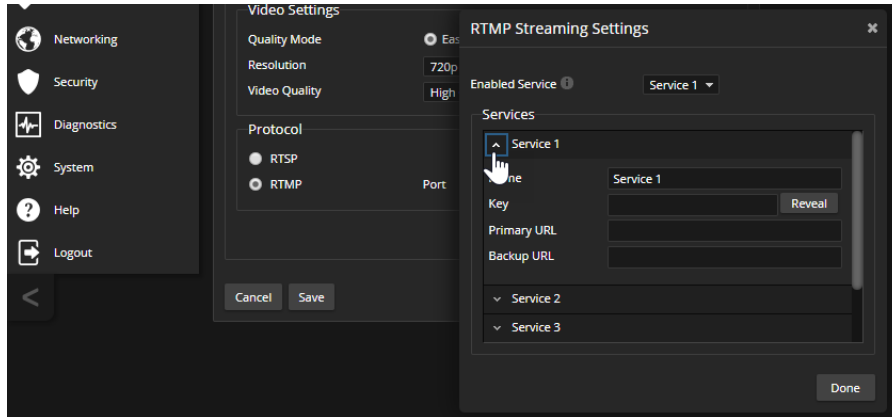 Networking
Security
Diagnostics
System
Help
Logout
<
Video Settings
Quality Mode
Eas
Resolution
720p
Video Quality
High
Protocol
RTSP
RTMP
Port
Cancel
Save
RTMP Streaming Settings
Enabled Service
Service 1
Services
Service 1
Service 1
Key
Reveal
Primary URL
Backup URL
Service 2
Service 3
Done